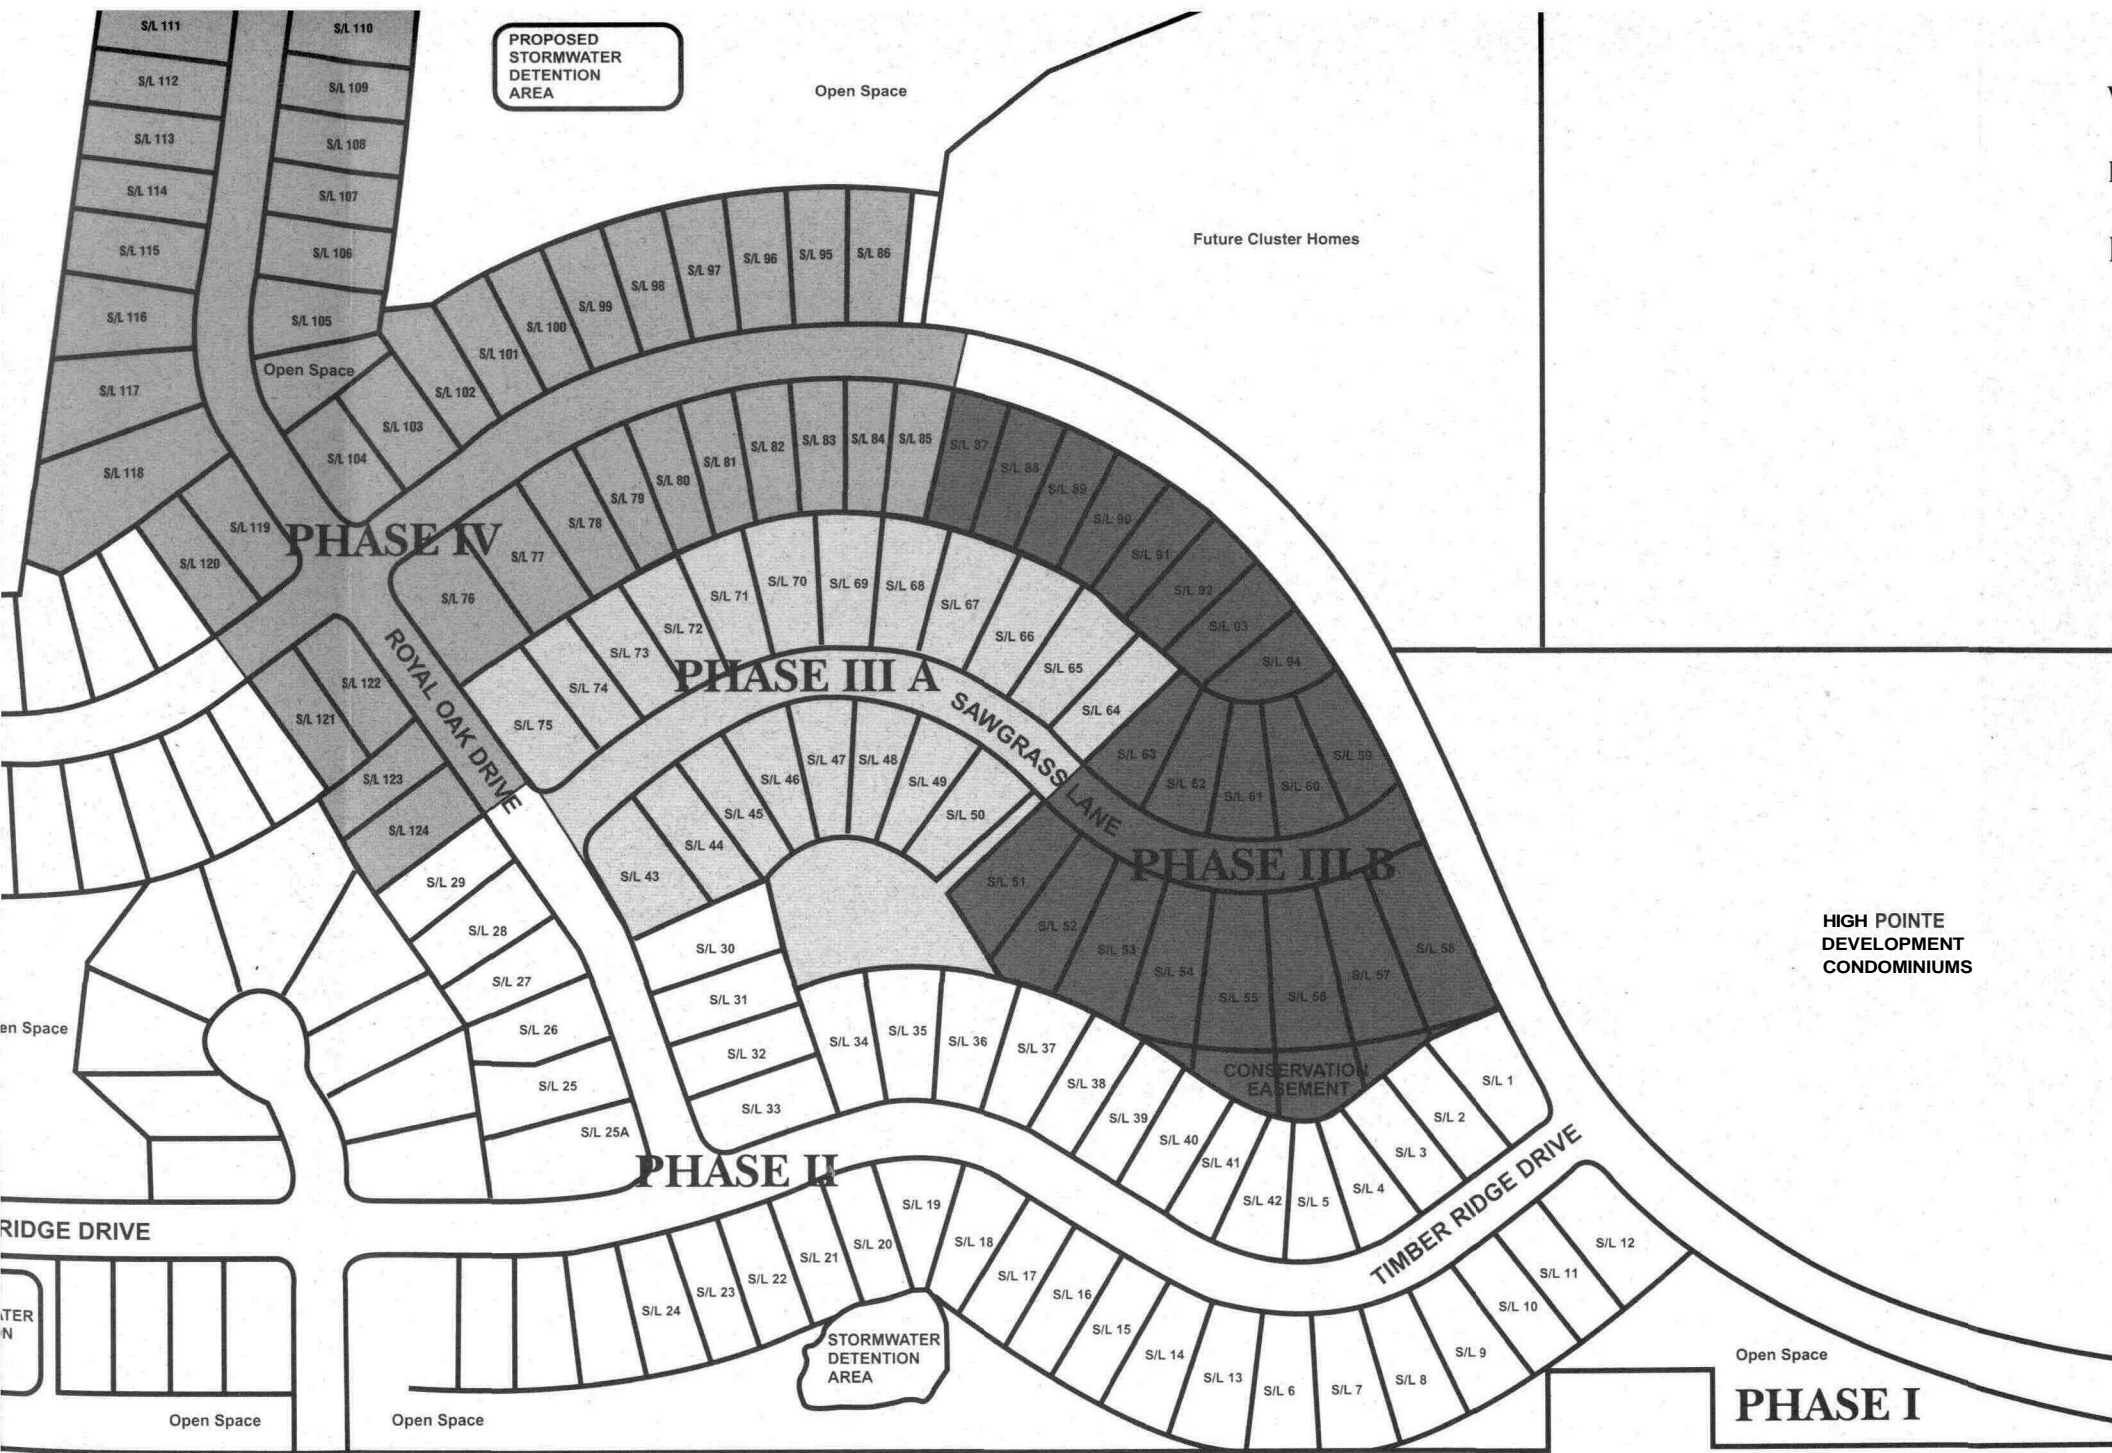 S/L 111
S/L 110
S/L 112
S/L 109
S/L 113
S/L 108
S/L 114
S/L 107
S/L 115
S/L 106
S/L 116
S/L 105
S/L 117
Open Space
S/L 118
S/L 104
S/L 103
S/L 102
S/L 101
S/L 100
S/L 99
S/L 98
S/L 97
S/L 96
S/L 95
S/L 86
PROPOSED
STORMWATER
DETENTION
AREA
Open Space
Future Cluster Homes
S/L 119
S/L 120
PHASE IV
S/L 76
S/L 77
S/L 78
S/L 79
S/L 80
S/L 81
S/L 82
S/L 83
S/L 84
S/L 85
S/L 87
S/L 88
S/L 89
S/L 90
S/L 91
S/L 92
S/L 93
S/L 94
S/L 122
S/L 121
S/L 123
S/L 124
ROYAL OAK DRIVE
S/L 75
S/L 74
S/L 73
S/L 72
S/L 71
S/L 70
S/L 69
S/L 68
S/L 67
S/L 66
S/L 65
S/L 64
PHASE III A
SAWGRASS LANE
S/L 63
S/L 62
S/L 61
S/L 60
S/L 59
S/L 43
S/L 44
S/L 45
S/L 46
S/L 47
S/L 48
S/L 49
S/L 50
PHASE III B
S/L 51
S/L 52
S/L 53
S/L 54
S/L 55
S/L 56
S/L 57
S/L 58
CONSERVATION
EASEMENT
HIGH POINTE
DEVELOPMENT
CONDOMINIUMS
S/L 29
S/L 28
S/L 27
S/L 26
S/L 25
S/L 25A
S/L 30
S/L 31
S/L 32
S/L 33
S/L 34
S/L 35
S/L 36
S/L 37
S/L 38
S/L 39
S/L 40
S/L 41
S/L 42
S/L 5
S/L 4
S/L 3
S/L 2
S/L 1
en Space
PHASE II
RIDGE DRIVE
TIMBER RIDGE DRIVE
S/L 24
S/L 23
S/L 22
S/L 21
S/L 20
S/L 19
S/L 18
S/L 17
S/L 16
S/L 15
S/L 14
S/L 13
S/L 6
S/L 7
S/L 8
S/L 9
S/L 10
S/L 11
S/L 12
TER
N
STORMWATER
DETENTION
AREA
Open Space
Open Space
Open Space
PHASE I